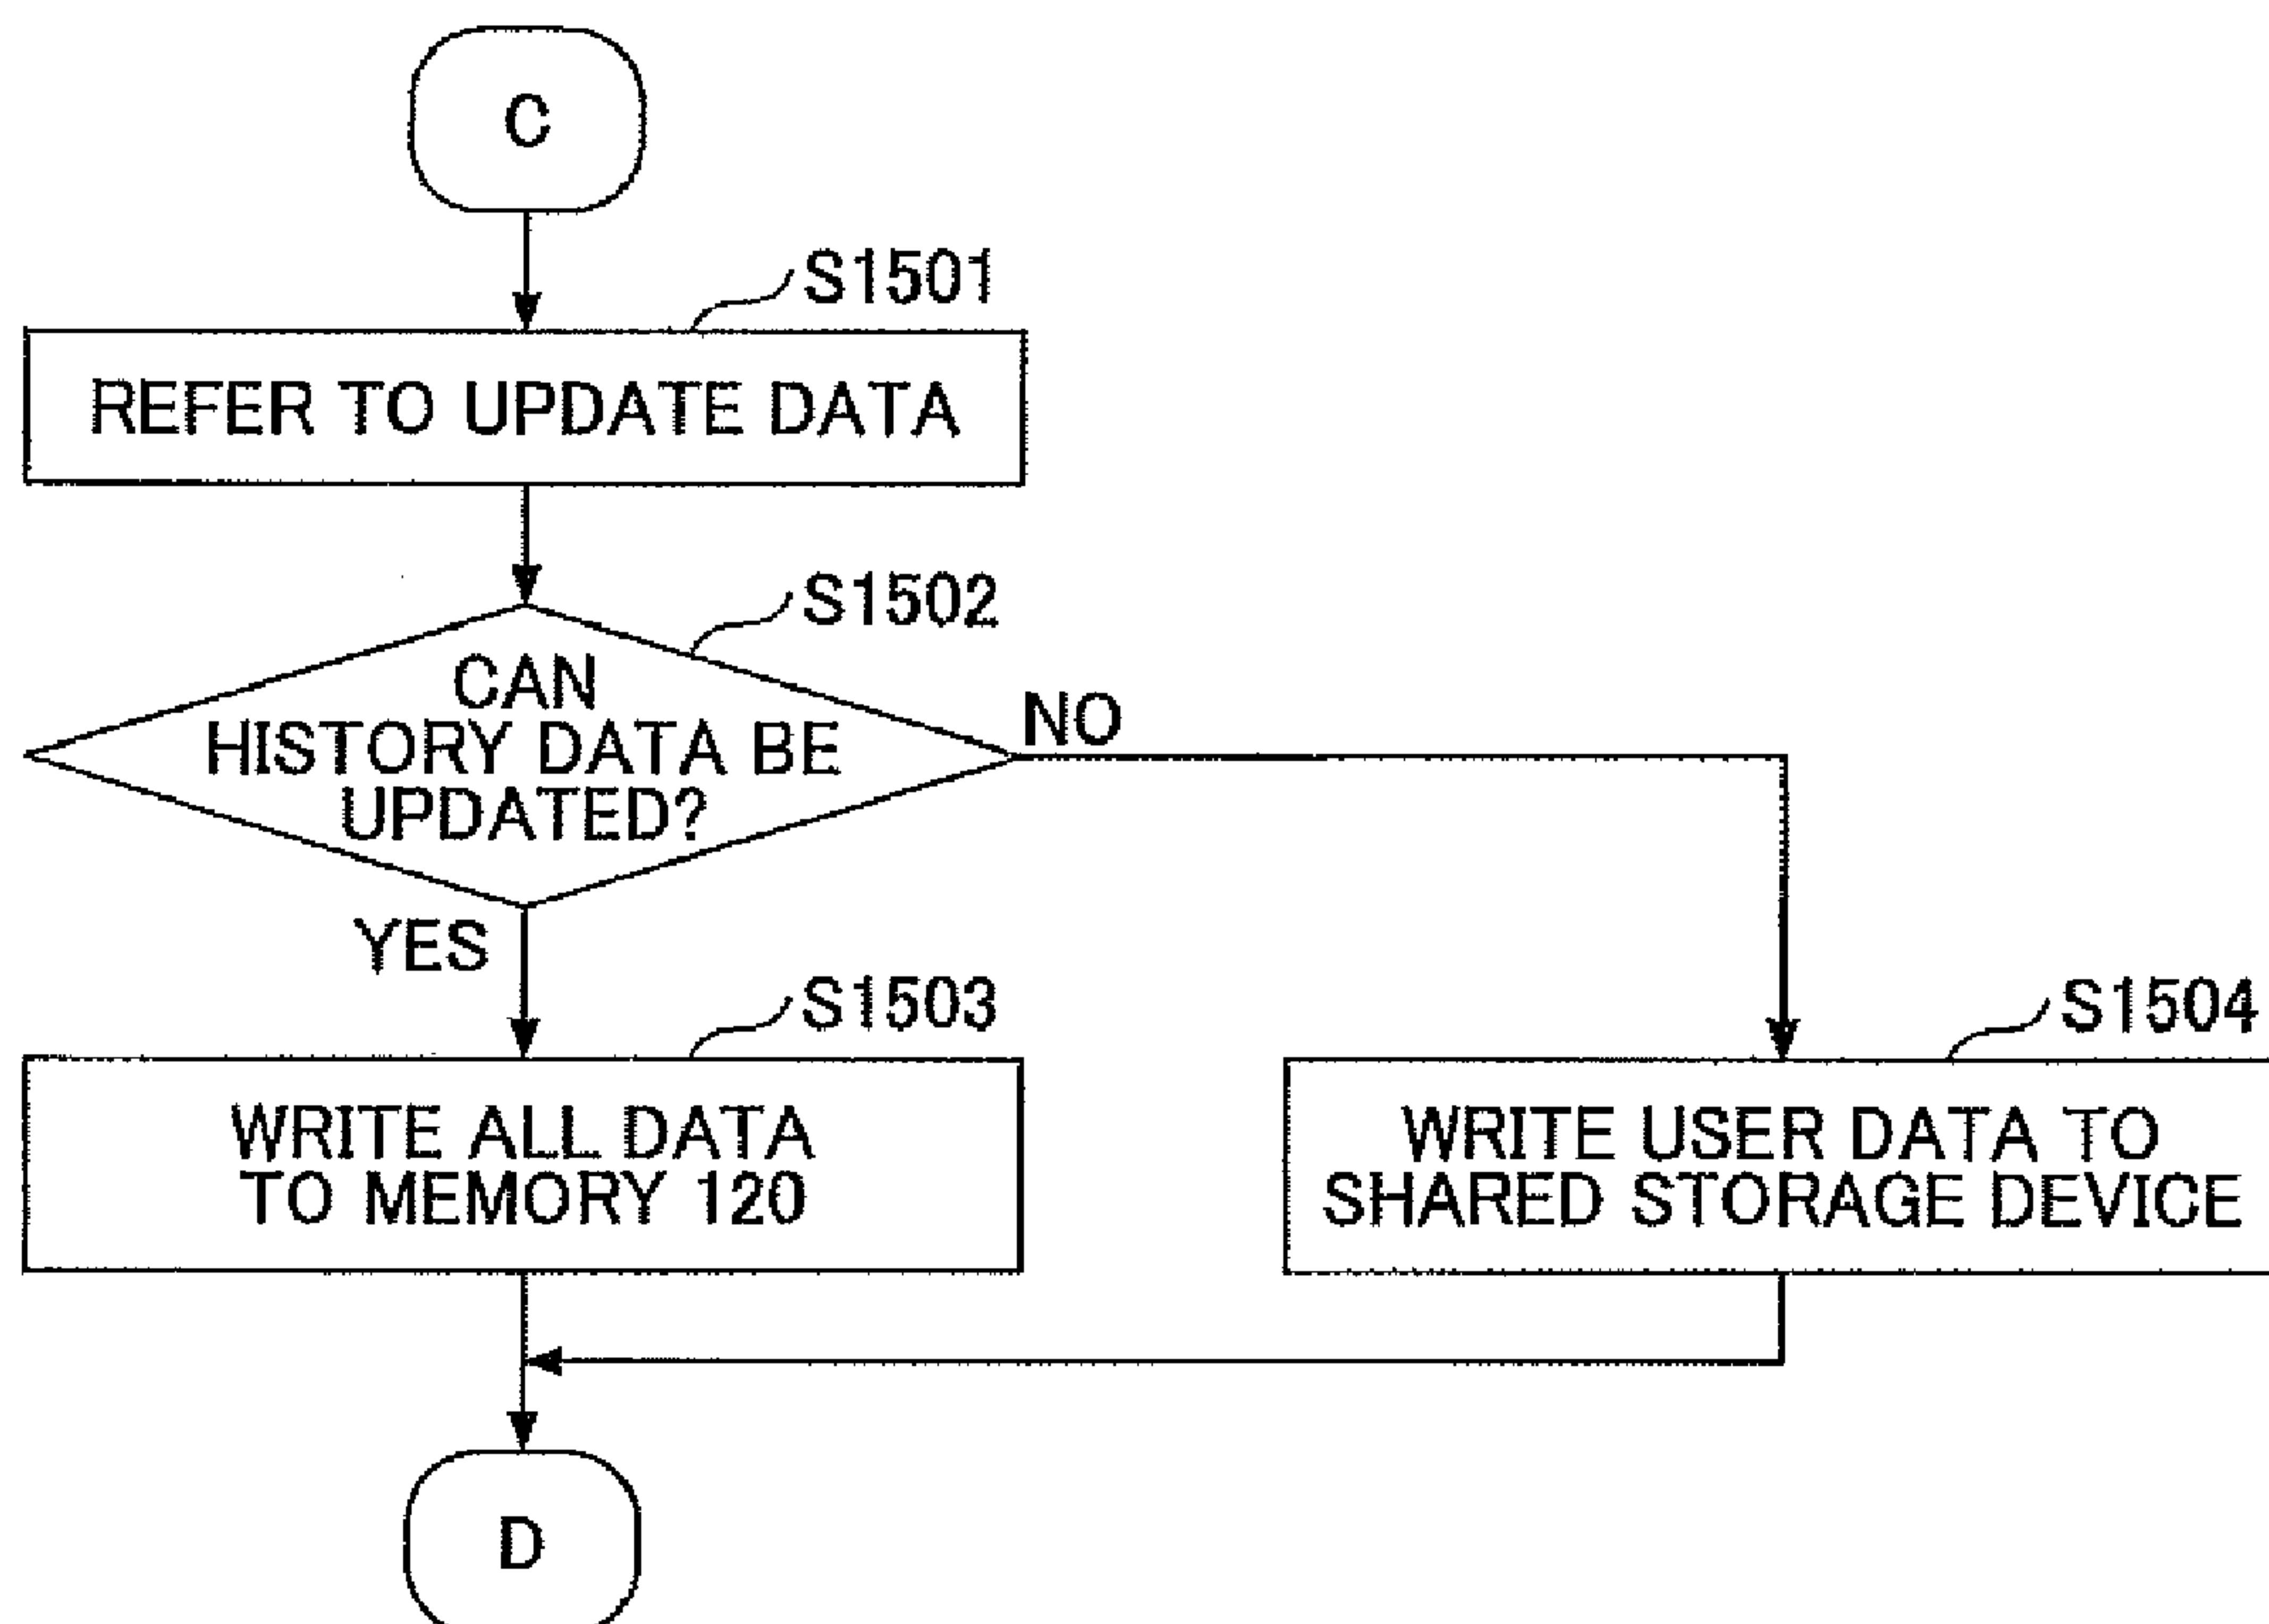 C
S1501
REFER TO UPDATE DATA
S1502
CAN
HISTORY DATA BE
UPDATED?
NO
YES
S1503
WRITE ALL DATA
TO MEMORY 120
S1504
WRITE USER DATA TO
SHARED STORAGE DEVICE
D